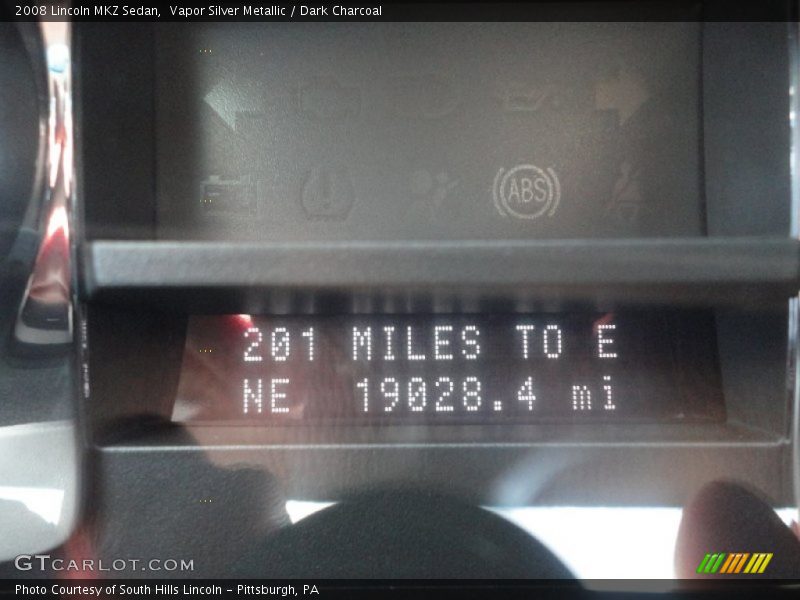 2008 Lincoln MKZ Sedan,  Vapor Silver Metallic / Dark Charcoal
ABS
201 MILES TO E
NE 19028.4 mi
GTCARLOT.COM
Photo Courtesy of South Hills Lincoln - Pittsburgh, PA